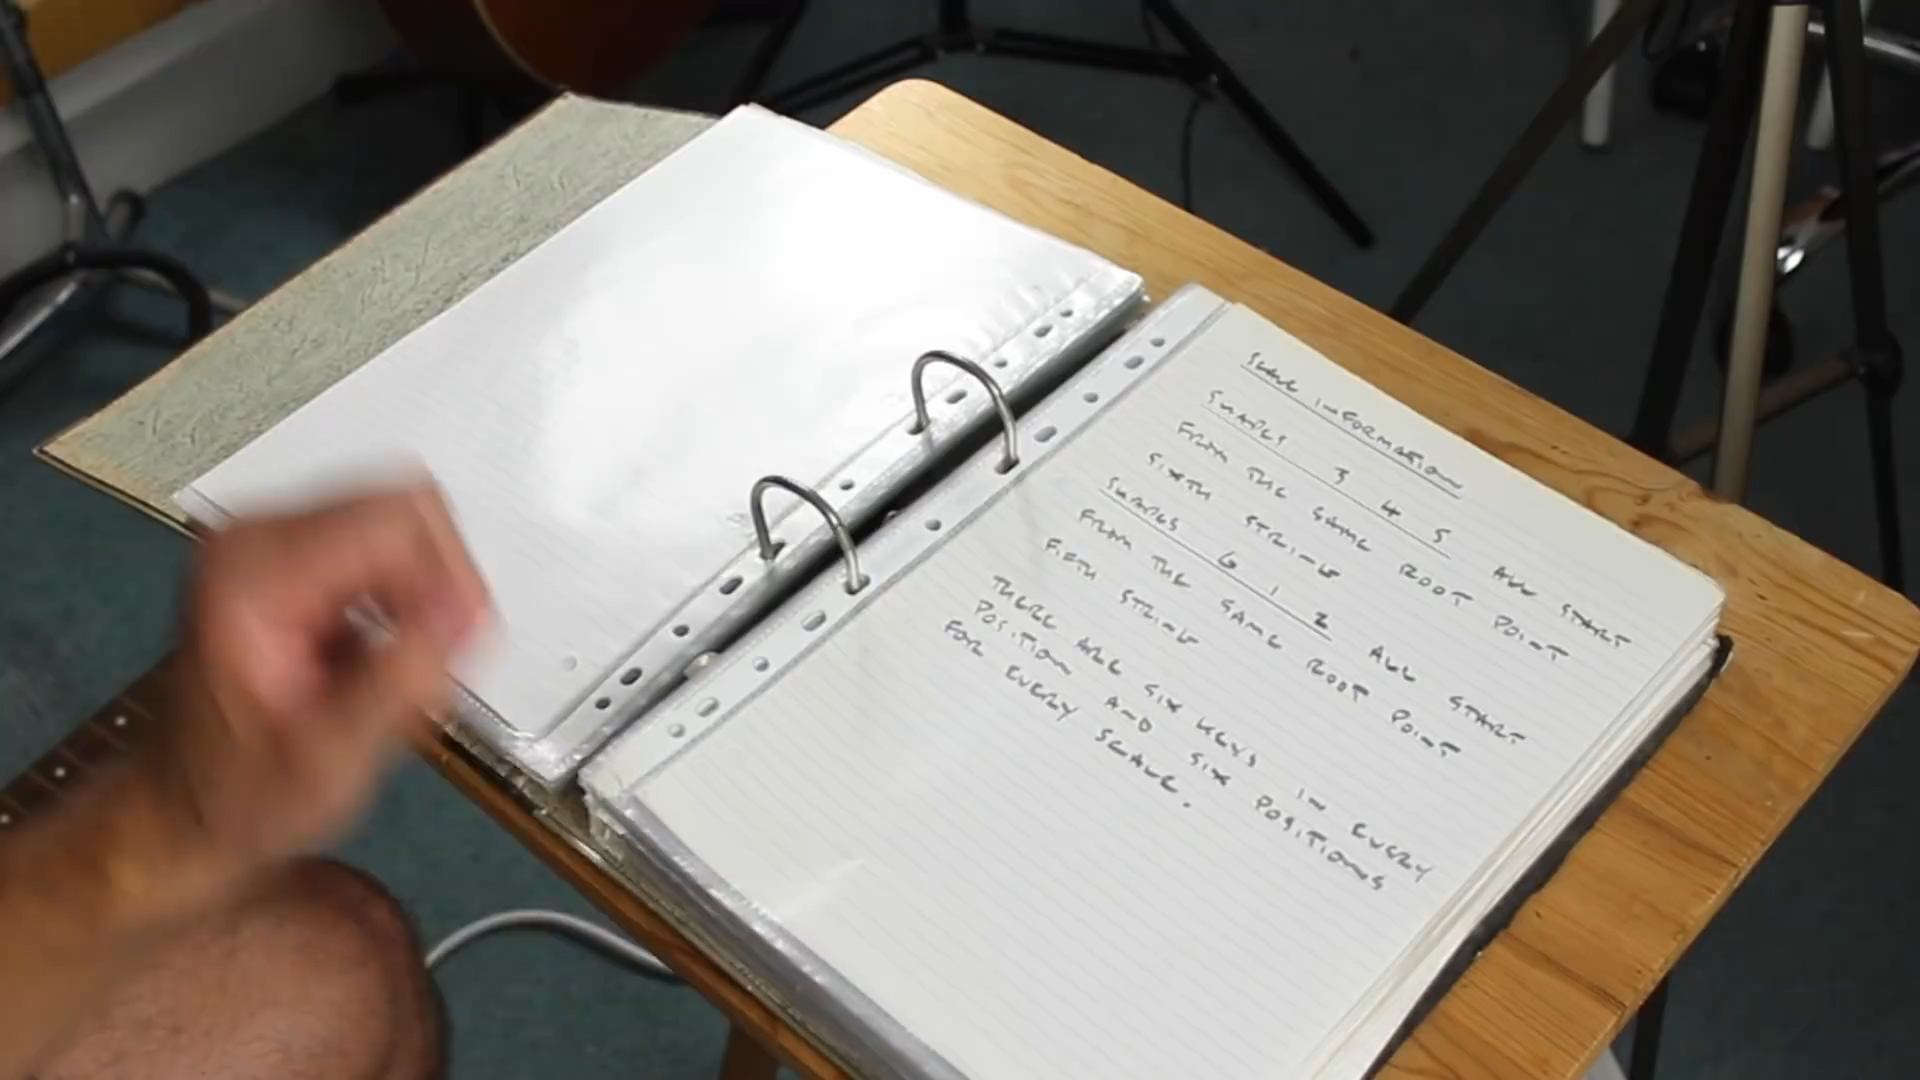 SCALE INFORMATION
SHAPES 3 4 5 ALL START
FROM THE SAME ROOT POINT
SIXTH STRING
SHAPES 6 1 2 ALL START
FROM THE SAME ROOT POINT
FIFTH STRING
THERE ARE SIX KEYS IN EVERY
POSITION AND SIX POSITIONS
FOR EVERY SCALE.